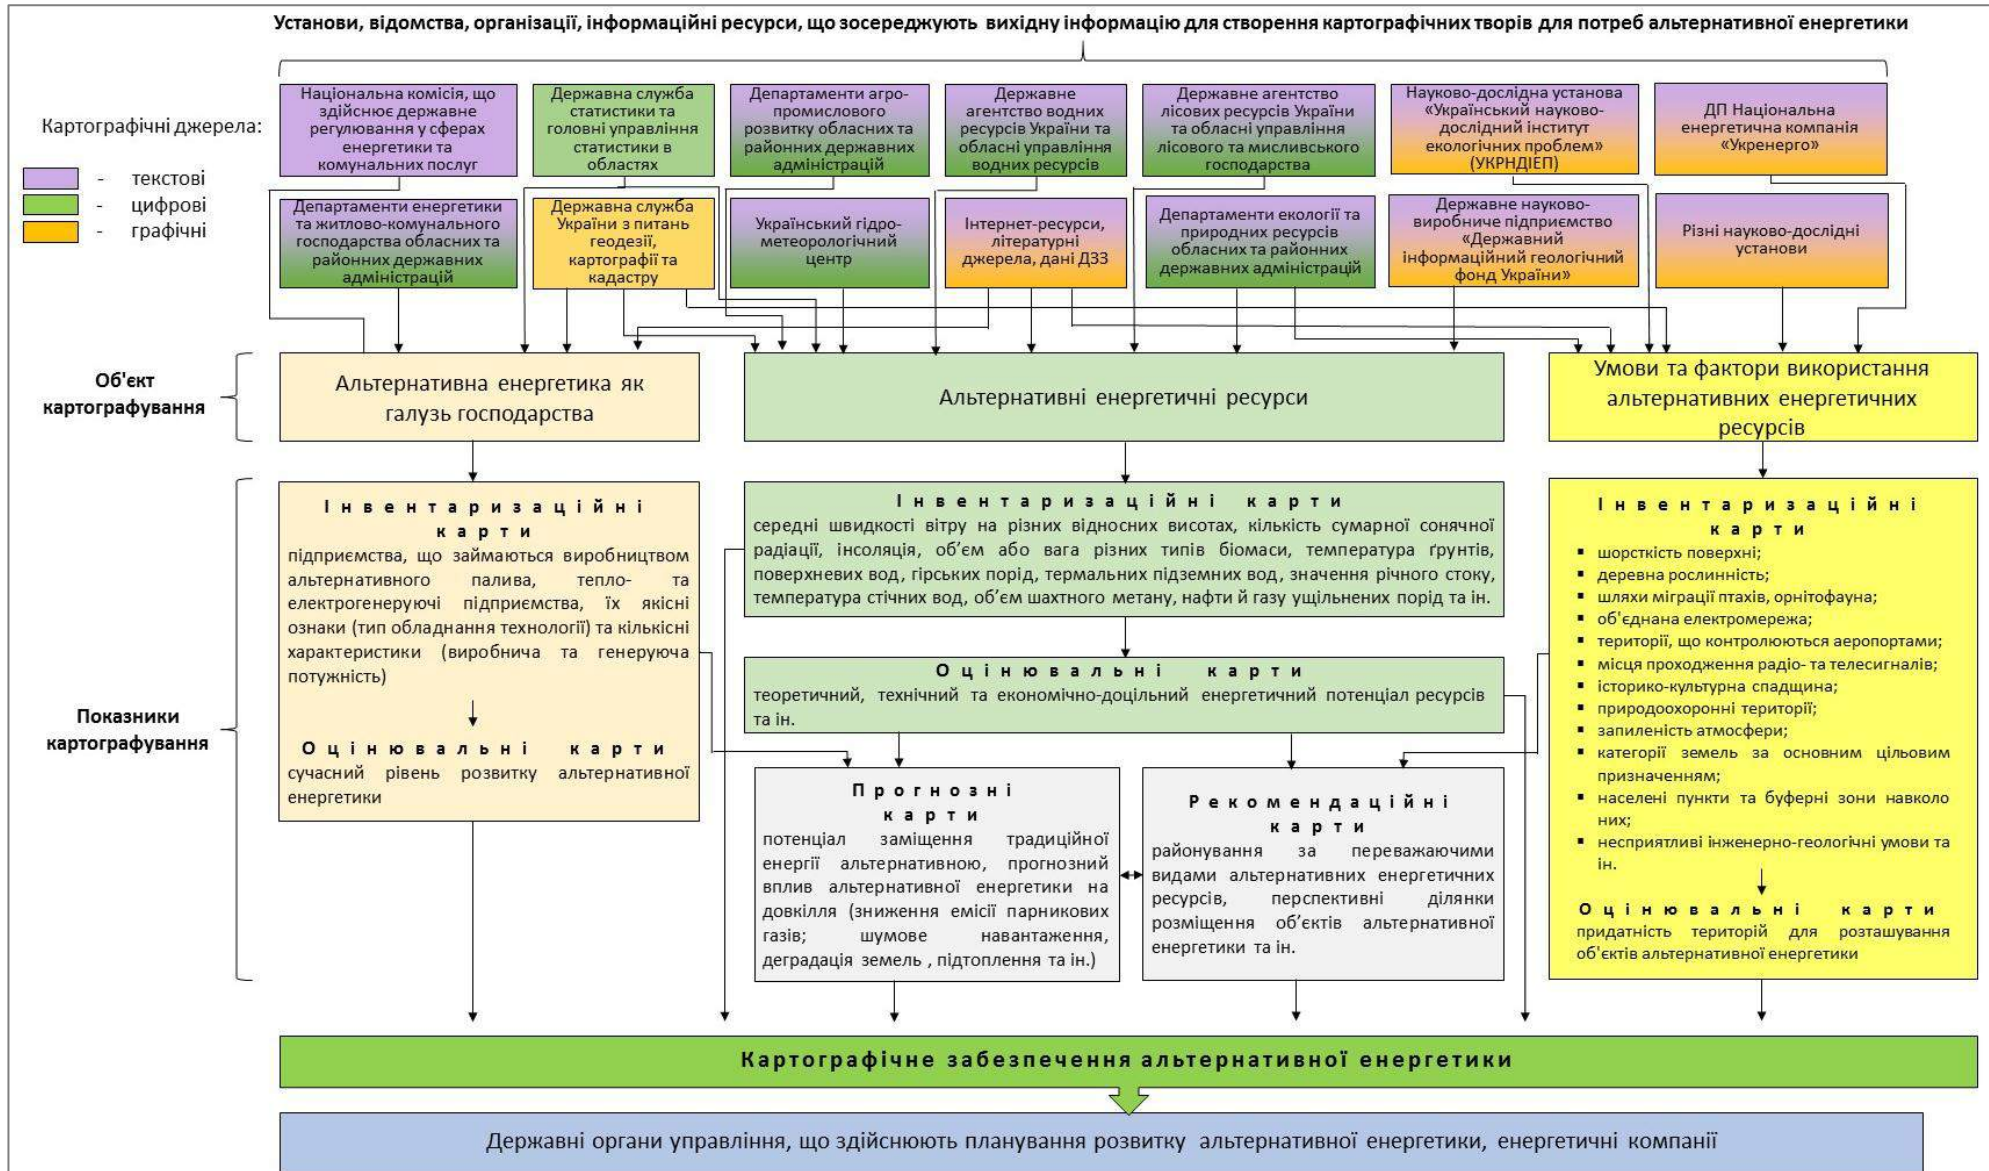 Установи, відомства, організації, інформаційні ресурси, що зосереджують вихідну інформацію для створення картографічних творів для потреб альтернативної енергетики
Картографічні джерела:
- текстові
- цифрові
- графічні
Національна комісія, що
здійснює державне
регулювання у сферах
енергетики та
комунальних послуг
Державна служба
статистики та
головні управління
статистики в
областях
Департаменти агро-
промислового
розвитку обласних та
районних державних
адміністрацій
Державне
агентство водних
ресурсів України та
обласні управління
водних ресурсів
Державне агентство
лісових ресурсів України
та обласні управління
лісового та мисливського
господарства
Науково-дослідна установа
«Український науково-
дослідний інститут
екологічних проблем»
(УКРНДІЕП)
ДП Національна
енергетична компанія
«Укренерго»
Департаменти енергетики
та житлово-комунального
господарства обласних та
районних державних
адміністрацій
Державна служба
України з питань
геодезії,
картографії та
кадастру
Український гідро-
метеорологічний
центр
Інтернет-ресурси,
літературні
джерела, дані ДЗЗ
Департаменти екології та
природних ресурсів
обласних та районних
державних адміністрацій
Державне науково-
виробниче підприємство
«Державний
інформаційний геологічний
фонд України»
Різні науково-дослідні
установи
Об'єкт
картографування
Альтернативна енергетика як
галузь господарства
Альтернативні енергетичні ресурси
Умови та фактори використання
альтернативних енергетичних
ресурсів
Показники
картографування
Інвентаризаційні
карти
підприємства, що займаються виробництвом
альтернативного палива, тепло- та
електрогенеруючі підприємства, їх якісні
ознаки (тип обладнання технології) та кількісні
характеристики (виробнича та генеруюча
потужність)
Оцінювальні карти
сучасний рівень розвитку альтернативної
енергетики
Інвентаризаційні карти
середні швидкості вітру на різних відносних висотах, кількість сумарної сонячної
радіації, інсоляція, об’єм або вага різних типів біомаси, температура ґрунтів,
поверхневих вод, гірських порід, термальних підземних вод, значення річного стоку,
температура стічних вод, об’єм шахтного метану, нафти й газу ущільнених порід та ін.
Оцінювальні карти
теоретичний, технічний та економічно-доцільний енергетичний потенціал ресурсів
та ін.
Прогнозні
карти
потенціал заміщення традиційної
енергії альтернативною, прогнозний
вплив альтернативної енергетики на
довкілля (зниження емісії парникових
газів; шумове навантаження,
деградація земель , підтоплення та ін.)
Рекомендаційні
карти
районування за переважаючими
видами альтернативних енергетичних
ресурсів, перспективні ділянки
розміщення об’єктів альтернативної
енергетики та ін.
Інвентаризаційні
карти
▪ шорсткість поверхні;
▪ деревна рослинність;
▪ шляхи міграції птахів, орнітофауна;
▪ об'єднана електромережа;
▪ території, що контролюються аеропортами;
▪ місця проходження радіо- та телесигналів;
▪ історико-культурна спадщина;
▪ природоохоронні території;
▪ запиленість атмосфери;
▪ категорії земель за основним цільовим
призначенням;
▪ населені пункти та буферні зони навколо
них;
▪ несприятливі інженерно-геологічні умови та
ін.
Оцінювальні карти
придатність територій для розташування
об'єктів альтернативної енергетики
Картографічне забезпечення альтернативної енергетики
Державні органи управління, що здійснюють планування розвитку альтернативної енергетики, енергетичні компанії